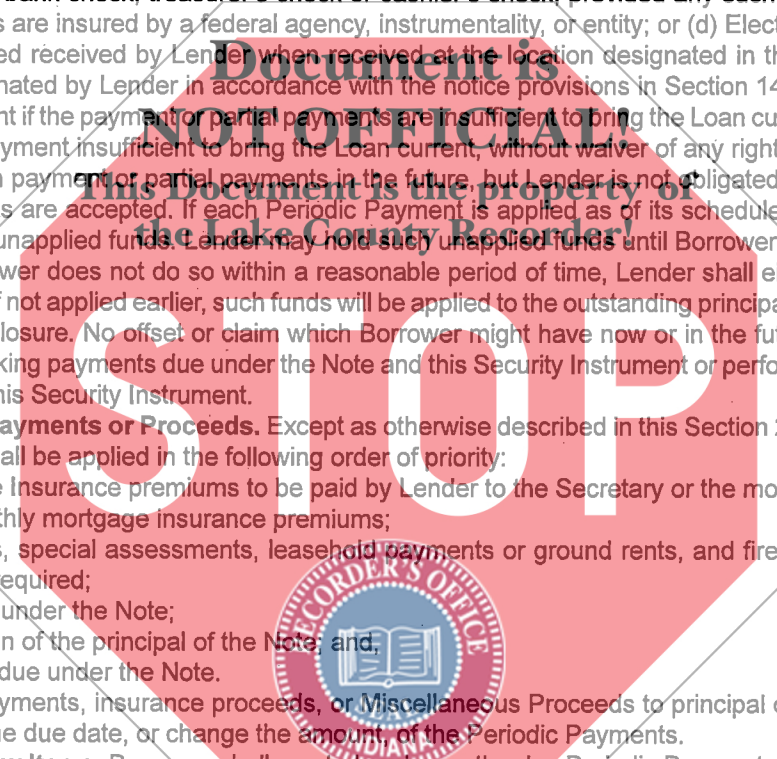 s are insured by a federal agency, instrumentality, or entity; or (d) Elect
ed received by Lender when received at the location designated in th
Document is
nated by Lender in accordance with the notice provisions in Section 14
nt if the payment or partial payments are insufficient to bring the Loan cu
NOT OFFICIAL!
yment insufficient to bring the Loan current, without waiver of any right
payment or partial payments in the future, but Lender is not obligated
This Document is the property of
s are accepted. If each Periodic Payment is applied as of its schedule
the Lake County Recorder!
unapplied funds. Lender may hold such unapplied funds until Borrower
wer does not do so within a reasonable period of time, Lender shall ei
f not applied earlier, such funds will be applied to the outstanding principa
closure. No offset or claim which Borrower might have now or in the fut
king payments due under the Note and this Security Instrument or perfo
his Security Instrument.
ayments or Proceeds. Except as otherwise described in this Section 2
all be applied in the following order of priority:
STOP
e Insurance premiums to be paid by Lender to the Secretary or the mo
thly mortgage insurance premiums;
s, special assessments, leasehold payments or ground rents, and fire
required;
under the Note;
n of the principal of the Note; and,
due under the Note.
RECORDER'S OFFICE
yments, insurance proceeds, or Miscellaneous Proceeds to principal
e due date, or change the amount, of the Periodic Payments.
INDIANA